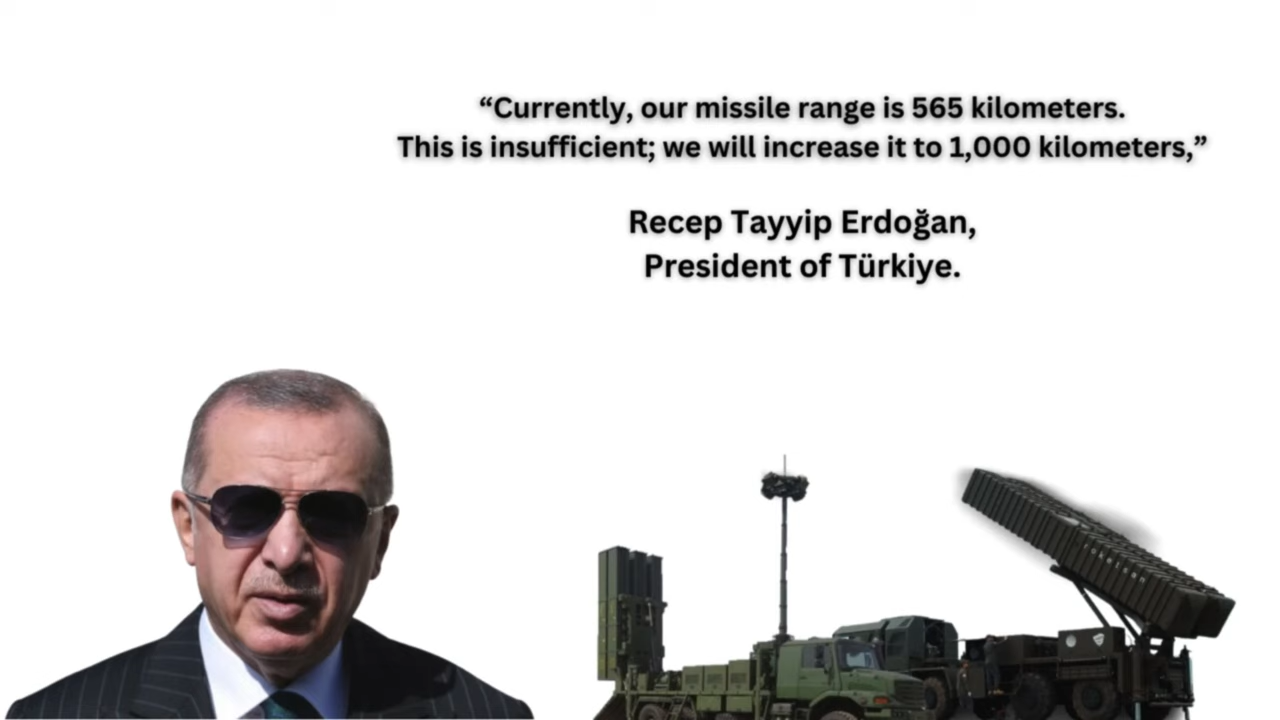 “Currently, our missile range is 565 kilometers.
This is insufficient; we will increase it to 1,000 kilometers,”
Recep Tayyip Erdoğan,
President of Türkiye.
roketsan